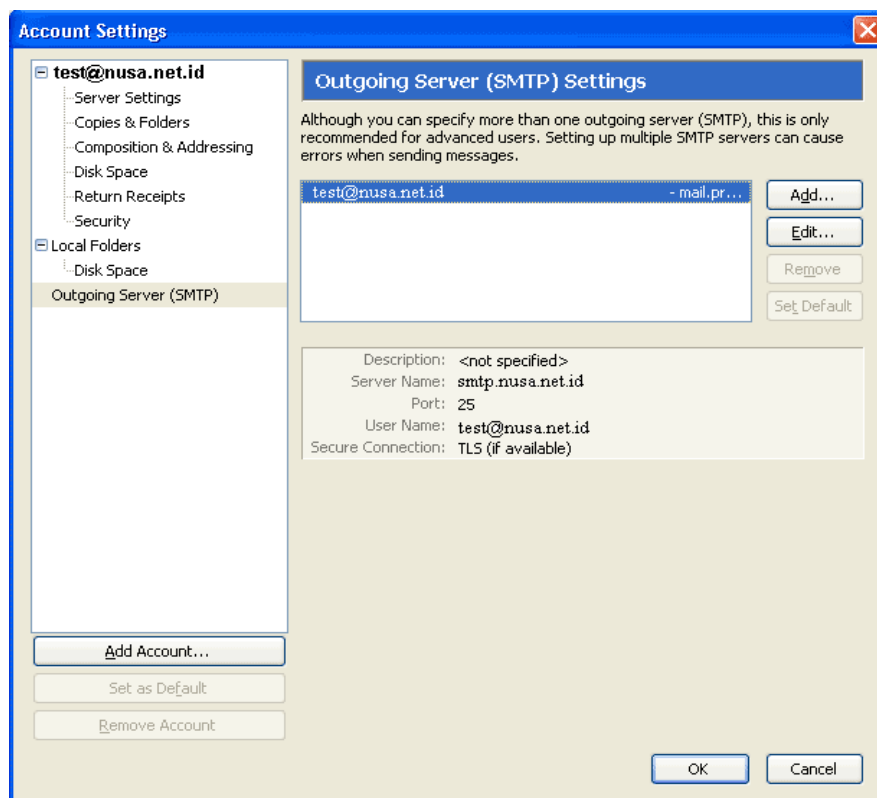 Account Settings
test@nusa.net.id
Server Settings
Copies & Folders
Composition & Addressing
Disk Space
Return Receipts
Security
Local Folders
Disk Space
Outgoing Server (SMTP)
Add Account...
Set as Default
Remove Account
Outgoing Server (SMTP) Settings
Although you can specify more than one outgoing server (SMTP), this is only
recommended for advanced users. Setting up multiple SMTP servers can cause
errors when sending messages.
test@nusa.net.id - mail.pr...
Add...
Edit...
Remove
Set Default
Description: <not specified>
Server Name: smtp.nusa.net.id
Port: 25
User Name: test@nusa.net.id
Secure Connection: TLS (if available)
OK
Cancel